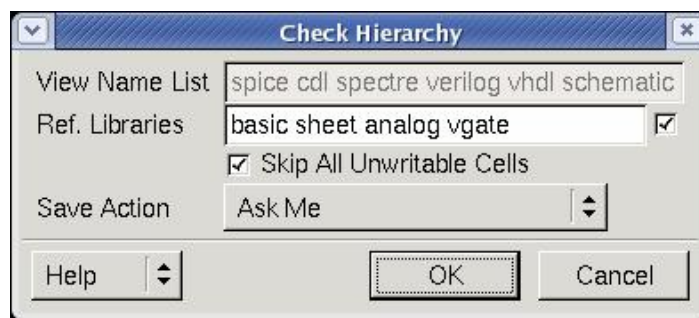 Check Hierarchy
View Name List spice cdl spectre verilog vhdl schematic
Ref. Libraries basic sheet analog vgate
Skip All Unwritable Cells
Save Action Ask Me
Help OK Cancel